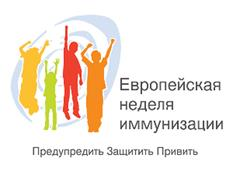 Европейская
неделя
иммунизации
Предупредить Защитить Привить